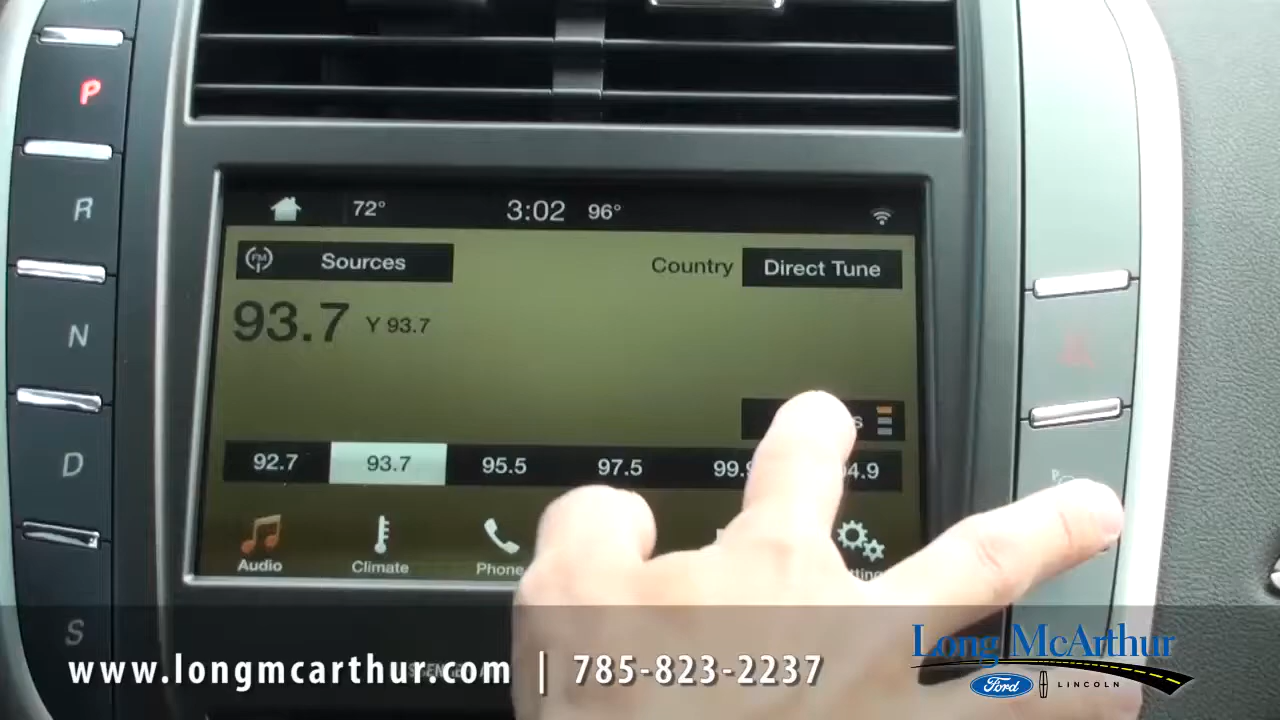 P
R
N
D
S
72° 3:02 96°
FM Sources Country Direct Tune
93.7 Y 93.7
92.7 93.7 95.5 97.5
Audio Climate Phone
www.longmcarthur.com | 785-823-2237
Long McArthur
Ford LINCOLN